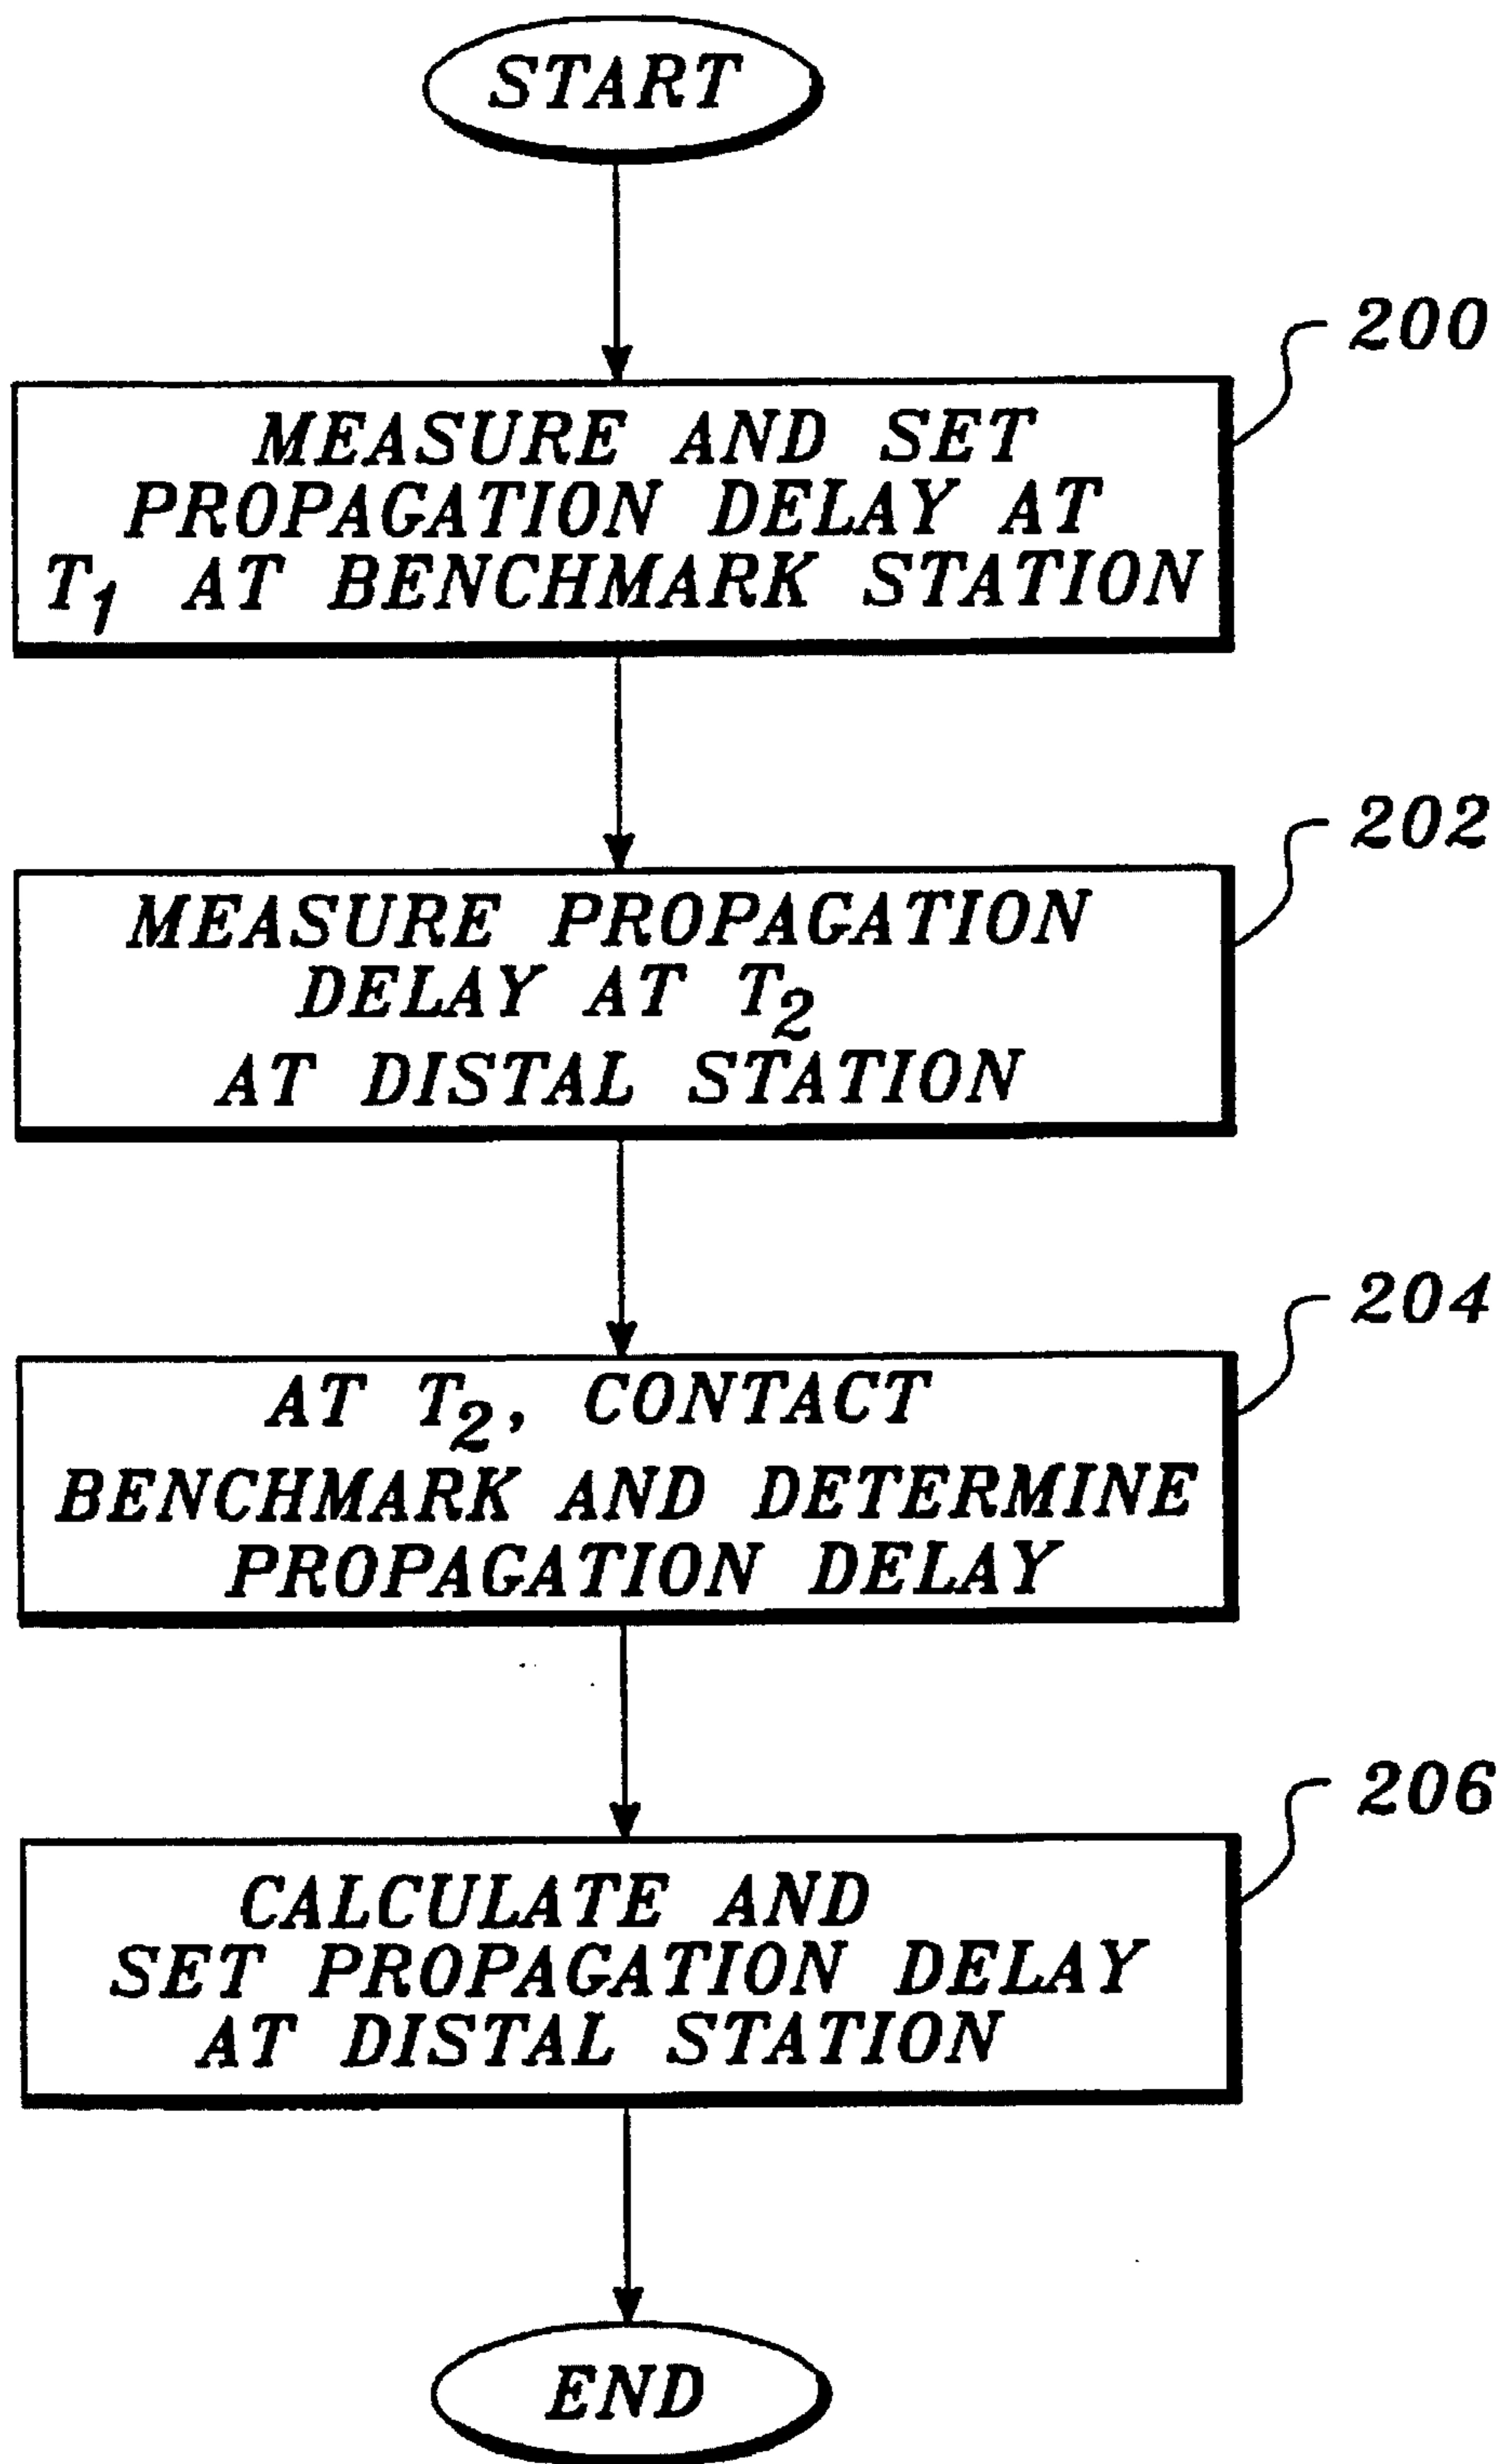 START
200
MEASURE AND SET
PROPAGATION DELAY AT
T₁ AT BENCHMARK STATION
202
MEASURE PROPAGATION
DELAY AT T₂
AT DISTAL STATION
204
AT T₂, CONTACT
BENCHMARK AND DETERMINE
PROPAGATION DELAY
206
CALCULATE AND
SET PROPAGATION DELAY
AT DISTAL STATION
END